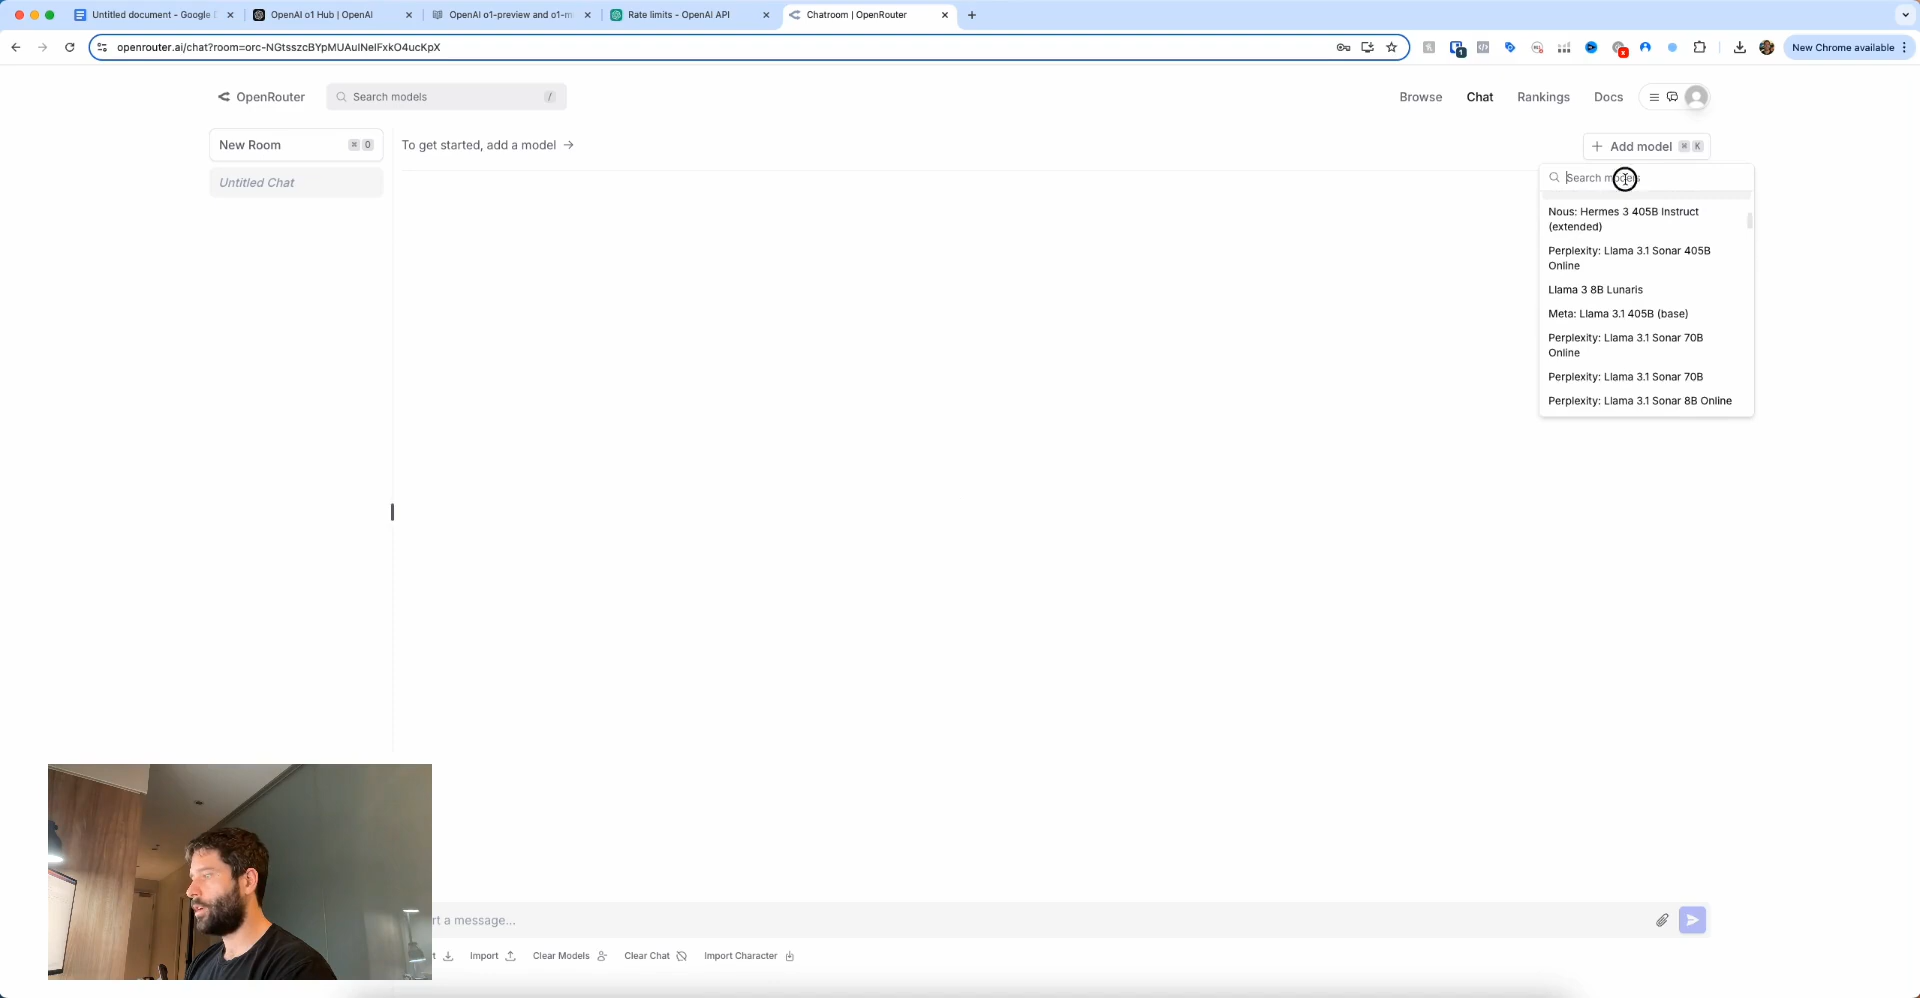 Untitled document - Google
OpenAI o1 Hub | OpenAI
OpenAI o1-preview and o1-m
Rate limits - OpenAI API
Chatroom | OpenRouter
openrouter.ai/chat?room=orc-NGtsszcBYpMUAulNelFxkO4ucKpX
New Chrome available
OpenRouter
Search models
/
Browse
Chat
Rankings
Docs
New Room
⌘ O
To get started, add a model →
+ Add model
⌘ K
Untitled Chat
Search models
Nous: Hermes 3 405B Instruct
(extended)
Perplexity: Llama 3.1 Sonar 405B
Online
Llama 3 8B Lunaris
Meta: Llama 3.1 405B (base)
Perplexity: Llama 3.1 Sonar 70B
Online
Perplexity: Llama 3.1 Sonar 70B
Perplexity: Llama 3.1 Sonar 8B Online
rt a message...
t
Import
Clear Models
Clear Chat
Import Character